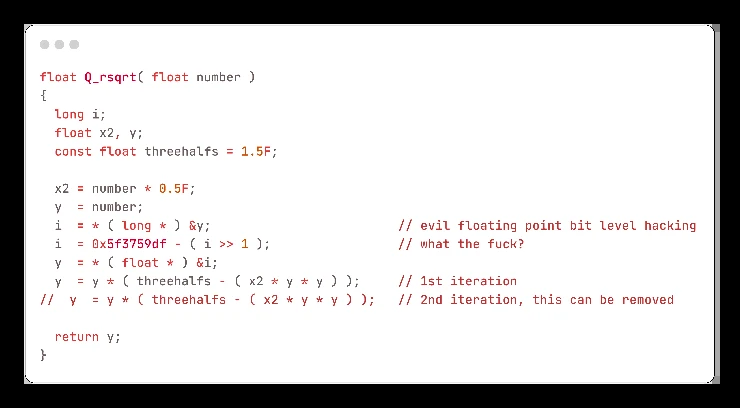 float Q_rsqrt( float number )
{
  long i;
  float x2, y;
  const float threehalfs = 1.5F;

  x2 = number * 0.5F;
  y  = number;
  i  = * ( long * ) &y;                       // evil floating point bit level hacking
  i  = 0x5f3759df - ( i >> 1 );               // what the fuck?
  y  = * ( float * ) &i;
  y  = y * ( threehalfs - ( x2 * y * y ) );   // 1st iteration
//  y  = y * ( threehalfs - ( x2 * y * y ) );   // 2nd iteration, this can be removed

  return y;
}